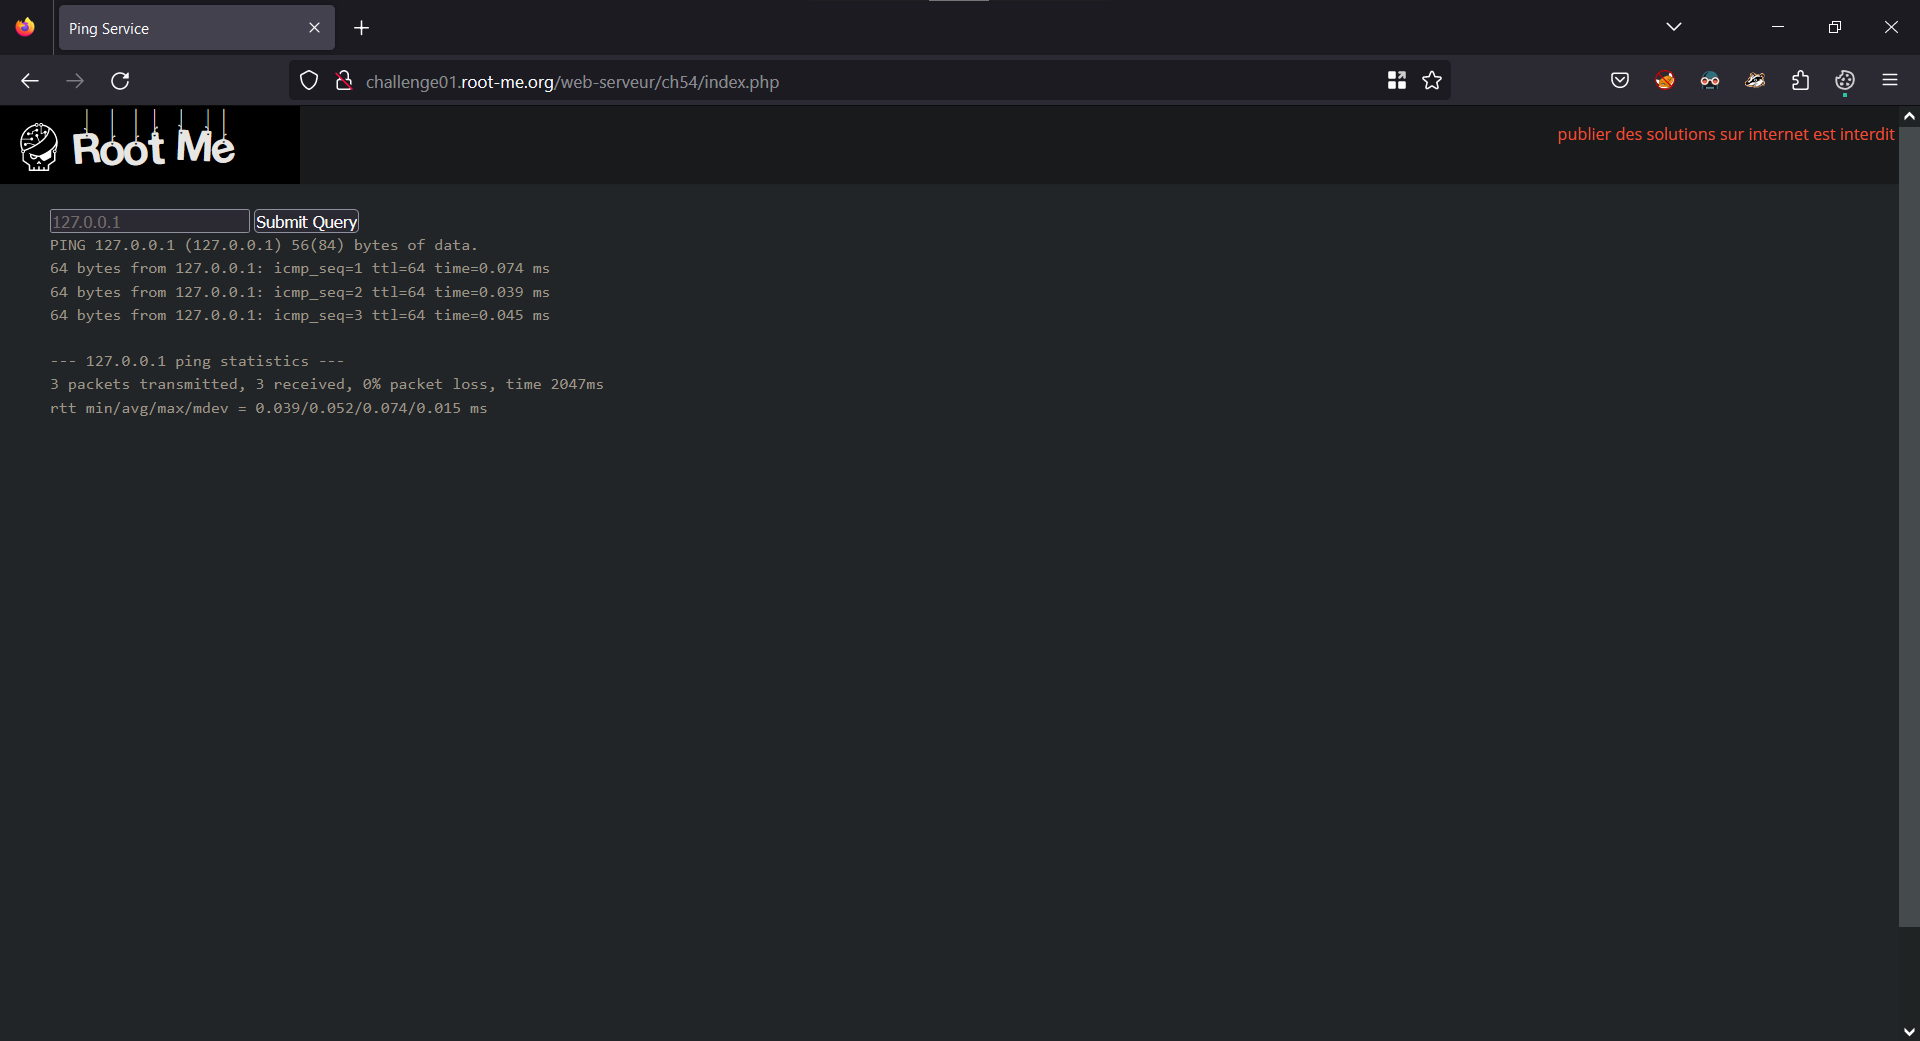 Ping Service
challenge01.root-me.org/web-serveur/ch54/index.php
Root Me
publier des solutions sur internet est interdit
127.0.0.1 Submit Query
PING 127.0.0.1 (127.0.0.1) 56(84) bytes of data.
64 bytes from 127.0.0.1: icmp_seq=1 ttl=64 time=0.074 ms
64 bytes from 127.0.0.1: icmp_seq=2 ttl=64 time=0.039 ms
64 bytes from 127.0.0.1: icmp_seq=3 ttl=64 time=0.045 ms
--- 127.0.0.1 ping statistics ---
3 packets transmitted, 3 received, 0% packet loss, time 2047ms
rtt min/avg/max/mdev = 0.039/0.052/0.074/0.015 ms